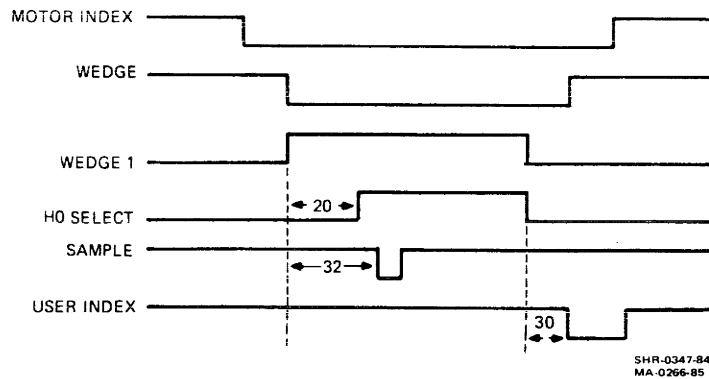 MOTOR INDEX
WEDGE
WEDGE 1
20
H0 SELECT
SAMPLE
32
USER INDEX
30
SHR-0347-84
MA-0266-85